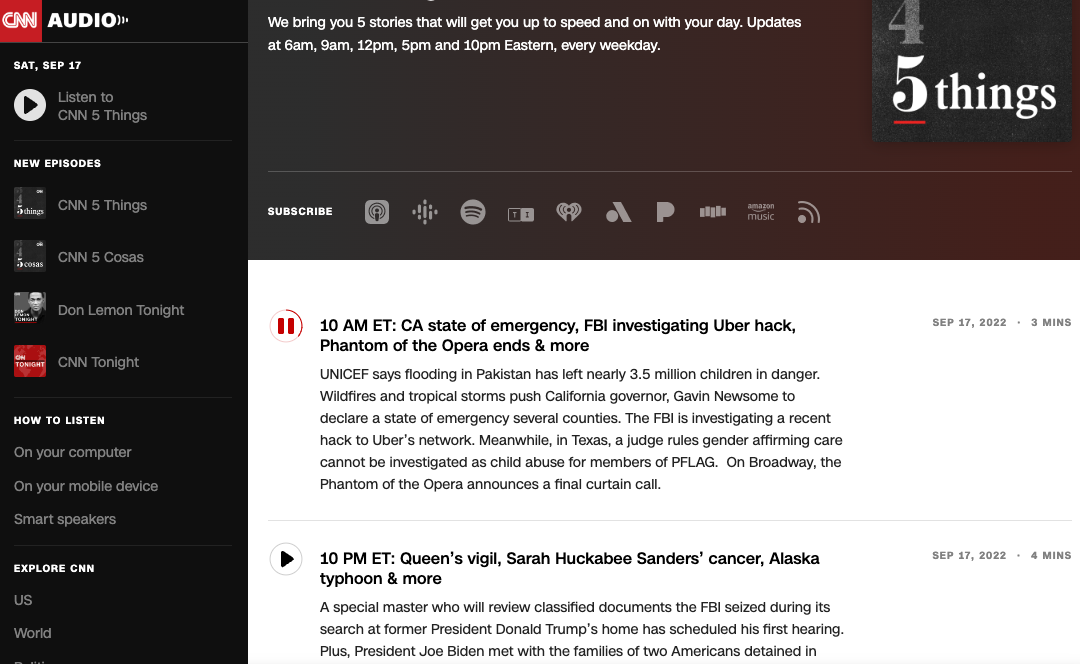 CNN AUDIO
SAT, SEP 17
Listen to
CNN 5 Things
NEW EPISODES
CNN 5 Things
CNN 5 Cosas
Don Lemon Tonight
CNN Tonight
HOW TO LISTEN
On your computer
On your mobile device
Smart speakers
EXPLORE CNN
US
World
We bring you 5 stories that will get you up to speed and on with your day. Updates
at 6am, 9am, 12pm, 5pm and 10pm Eastern, every weekday.
4
5 things
SUBSCRIBE
amazon
music
10 AM ET: CA state of emergency, FBI investigating Uber hack,
Phantom of the Opera ends & more
SEP 17, 2022 · 3 MINS
UNICEF says flooding in Pakistan has left nearly 3.5 million children in danger.
Wildfires and tropical storms push California governor, Gavin Newsome to
declare a state of emergency several counties. The FBI is investigating a recent
hack to Uber’s network. Meanwhile, in Texas, a judge rules gender affirming care
cannot be investigated as child abuse for members of PFLAG.  On Broadway, the
Phantom of the Opera announces a final curtain call.
10 PM ET: Queen’s vigil, Sarah Huckabee Sanders’ cancer, Alaska
typhoon & more
SEP 17, 2022 · 4 MINS
A special master who will review classified documents the FBI seized during its
search at former President Donald Trump’s home has scheduled his first hearing.
Plus, President Joe Biden met with the families of two Americans detained in